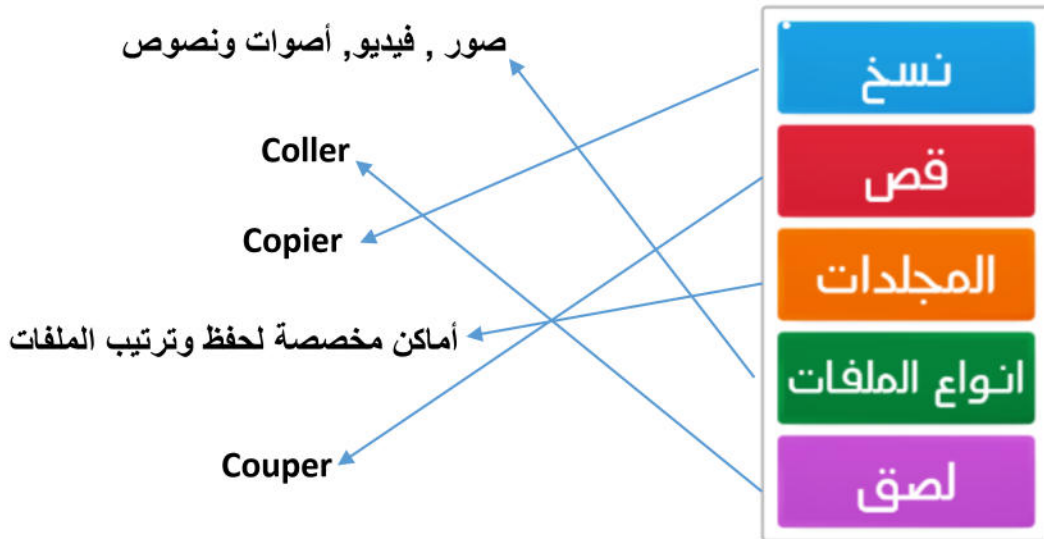 نسخ
قص
المجلدات
انواع الملفات
لصق
صور , فيديو, أصوات ونصوص
Coller
Copier
أماكن مخصصة لحفظ وترتيب الملفات
Couper